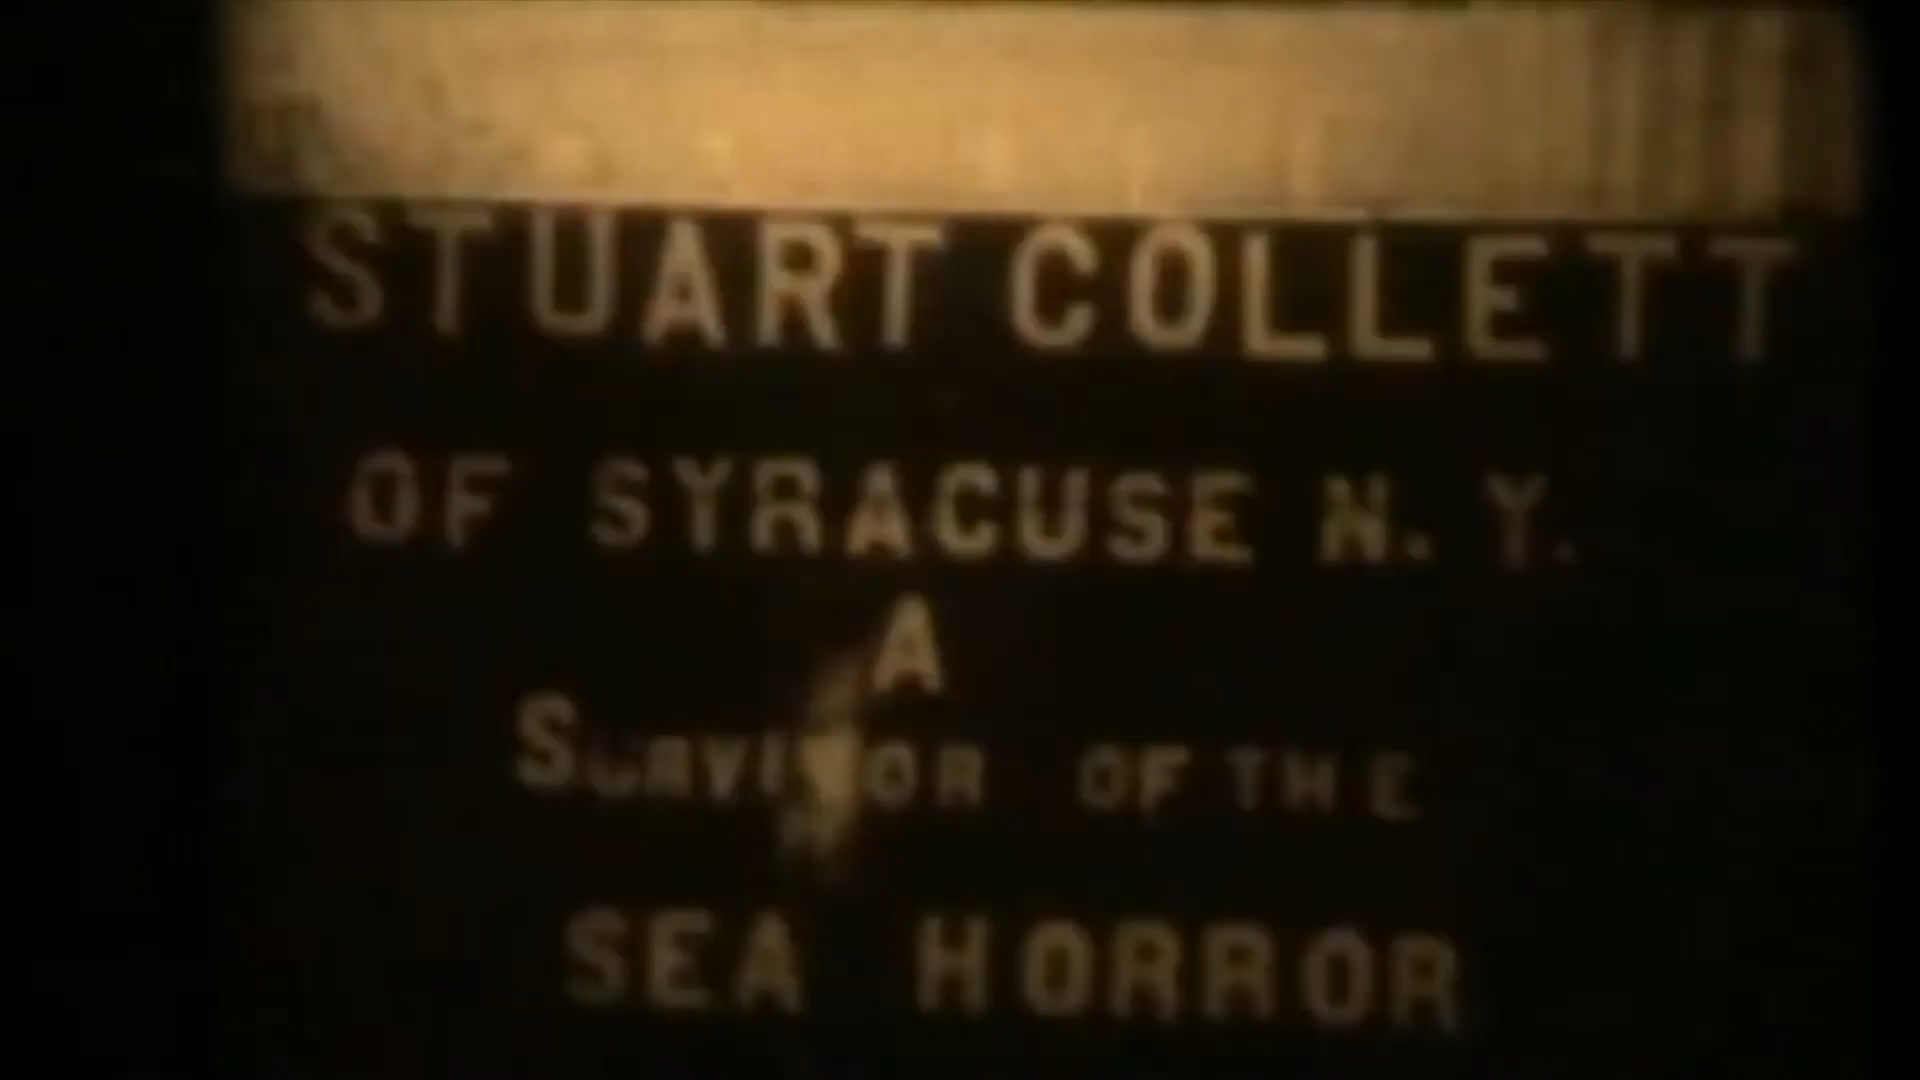 STUART COLLETT
OF SYRACUSE N. Y.
A
SURVIVOR OF THE
SEA HORROR